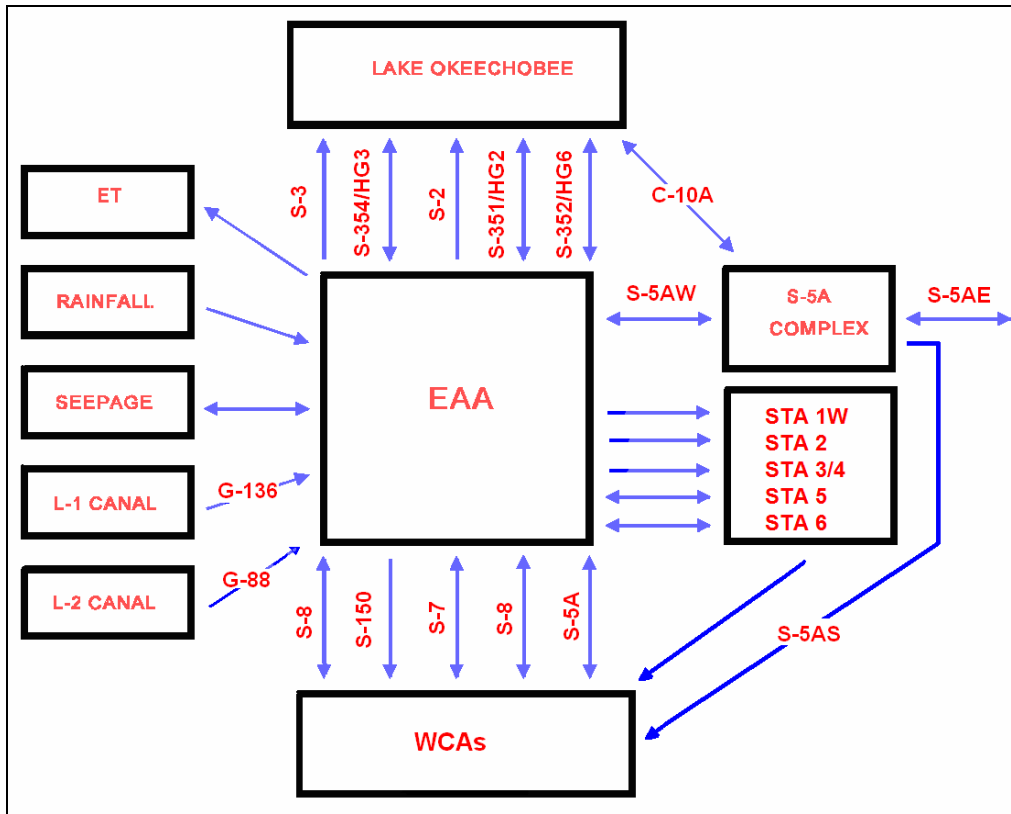 LAKE OKEECHOBEE
S-3
S-354/HG3
S-2
S-351/HG2
S-352/HG6
C-10A
ET
RAINFALL
SEEPAGE
L-1 CANAL
L-2 CANAL
G-136
G-88
EAA
S-5AW
S-5A
COMPLEX
S-5AE
STA 1W
STA 2
STA 3/4
STA 5
STA 6
S-8
S-150
S-7
S-8
S-5A
S-5AS
WCAs